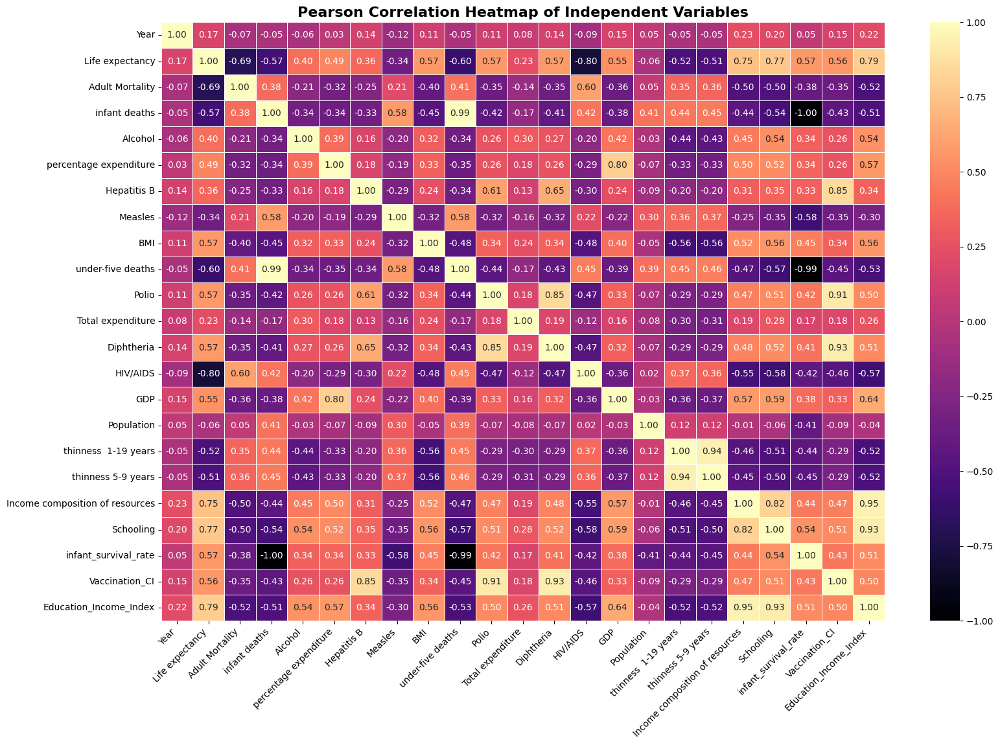 Pearson Correlation Heatmap of Independent Variables
Year 1.00 0.17 -0.07 -0.05 -0.06 0.03 0.14 -0.12 0.11 -0.05 0.11 0.08 0.14 -0.09 0.15 0.05 -0.05 -0.05 0.23 0.20 0.05 0.15 0.22
Life expectancy 0.17 1.00 -0.69 -0.57 0.40 0.49 0.36 -0.34 0.57 -0.60 0.57 0.23 0.57 -0.80 0.55 -0.06 -0.52 -0.51 0.75 0.77 0.57 0.56 0.79
Adult Mortality -0.07 -0.69 1.00 0.38 -0.21 -0.32 -0.25 0.21 -0.40 0.41 -0.35 -0.14 -0.35 0.60 -0.36 0.05 0.35 0.36 -0.50 -0.50 -0.38 -0.35 -0.52
infant deaths -0.05 -0.57 0.38 1.00 -0.34 -0.34 -0.33 0.58 -0.45 0.99 -0.42 -0.17 -0.41 0.42 -0.38 0.41 0.44 0.45 -0.44 -0.54 -1.00 -0.43 -0.51
Alcohol -0.06 0.40 -0.21 -0.34 1.00 0.39 0.16 -0.20 0.32 -0.34 0.26 0.30 0.27 -0.20 0.42 -0.03 -0.44 -0.43 0.45 0.54 0.34 0.26 0.54
percentage expenditure 0.03 0.49 -0.32 -0.34 0.39 1.00 0.18 -0.19 0.33 -0.35 0.26 0.18 0.26 -0.29 0.80 -0.07 -0.33 -0.33 0.50 0.52 0.34 0.26 0.57
Hepatitis B 0.14 0.36 -0.25 -0.33 0.16 0.18 1.00 -0.29 0.24 -0.34 0.61 0.13 0.65 -0.30 0.24 -0.09 -0.20 -0.20 0.31 0.35 0.33 0.85 0.34
Measles -0.12 -0.34 0.21 0.58 -0.20 -0.19 -0.29 1.00 -0.32 0.58 -0.32 -0.16 -0.32 0.22 -0.22 0.30 0.36 0.37 -0.25 -0.35 -0.58 -0.35 -0.30
BMI 0.11 0.57 -0.40 -0.45 0.32 0.33 0.24 -0.32 1.00 -0.48 0.34 0.24 0.34 -0.48 0.40 -0.05 -0.56 -0.56 0.52 0.56 0.45 0.34 0.56
under-five deaths -0.05 -0.60 0.41 0.99 -0.34 -0.35 -0.34 0.58 -0.48 1.00 -0.44 -0.17 -0.43 0.45 -0.39 0.39 0.45 0.46 -0.47 -0.57 -0.99 -0.45 -0.53
Polio 0.11 0.57 -0.35 -0.42 0.26 0.26 0.61 -0.32 0.34 -0.44 1.00 0.18 0.85 -0.47 0.33 -0.07 -0.29 -0.29 0.47 0.51 0.42 0.91 0.50
Total expenditure 0.08 0.23 -0.14 -0.17 0.30 0.18 0.13 -0.16 0.24 -0.17 0.18 1.00 0.19 -0.12 0.16 -0.08 -0.30 -0.31 0.19 0.28 0.17 0.18 0.26
Diphtheria 0.14 0.57 -0.35 -0.41 0.27 0.26 0.65 -0.32 0.34 -0.43 0.85 0.19 1.00 -0.47 0.32 -0.07 -0.29 -0.29 0.48 0.52 0.41 0.93 0.51
HIV/AIDS -0.09 -0.80 0.60 0.42 -0.20 -0.29 -0.30 0.22 -0.48 0.45 -0.47 -0.12 -0.47 1.00 -0.36 0.02 0.37 0.36 -0.55 -0.58 -0.42 -0.46 -0.57
GDP 0.15 0.55 -0.36 -0.38 0.42 0.80 0.24 -0.22 0.40 -0.39 0.33 0.16 0.32 -0.36 1.00 -0.03 -0.36 -0.37 0.57 0.59 0.38 0.33 0.64
Population 0.05 -0.06 0.05 0.41 -0.03 -0.07 -0.09 0.30 -0.05 0.39 -0.07 -0.08 -0.07 0.02 -0.03 1.00 0.12 0.12 -0.01 -0.06 -0.41 -0.09 -0.04
thinness  1-19 years -0.05 -0.52 0.35 0.44 -0.44 -0.33 -0.20 0.36 -0.56 0.45 -0.29 -0.30 -0.29 0.37 -0.36 0.12 1.00 0.94 -0.46 -0.51 -0.44 -0.29 -0.52
thinness 5-9 years -0.05 -0.51 0.36 0.45 -0.43 -0.33 -0.20 0.37 -0.56 0.46 -0.29 -0.31 -0.29 0.36 -0.37 0.12 0.94 1.00 -0.45 -0.50 -0.45 -0.29 -0.52
Income composition of resources 0.23 0.75 -0.50 -0.44 0.45 0.50 0.31 -0.25 0.52 -0.47 0.47 0.19 0.48 -0.55 0.57 -0.01 -0.46 -0.45 1.00 0.82 0.44 0.47 0.95
Schooling 0.20 0.77 -0.50 -0.54 0.54 0.52 0.35 -0.35 0.56 -0.57 0.51 0.28 0.52 -0.58 0.59 -0.06 -0.51 -0.50 0.82 1.00 0.54 0.51 0.93
infant_survival_rate 0.05 0.57 -0.38 -1.00 0.34 0.34 0.33 -0.58 0.45 -0.99 0.42 0.17 0.41 -0.42 0.38 -0.41 -0.44 -0.45 0.44 0.54 1.00 0.43 0.51
Vaccination_CI 0.15 0.56 -0.35 -0.43 0.26 0.26 0.85 -0.35 0.34 -0.45 0.91 0.18 0.93 -0.46 0.33 -0.09 -0.29 -0.29 0.47 0.51 0.43 1.00 0.50
Education_Income_Index 0.22 0.79 -0.52 -0.51 0.54 0.57 0.34 -0.30 0.56 -0.53 0.50 0.26 0.51 -0.57 0.64 -0.04 -0.52 -0.52 0.95 0.93 0.51 0.50 1.00
Year
Life expectancy
Adult Mortality
infant deaths
Alcohol
percentage expenditure
Hepatitis B
Measles
BMI
under-five deaths
Polio
Total expenditure
Diphtheria
HIV/AIDS
GDP
Population
thinness  1-19 years
thinness 5-9 years
Income composition of resources
Schooling
infant_survival_rate
Vaccination_CI
Education_Income_Index
1.00
0.75
0.50
0.25
0.00
−0.25
−0.50
−0.75
−1.00